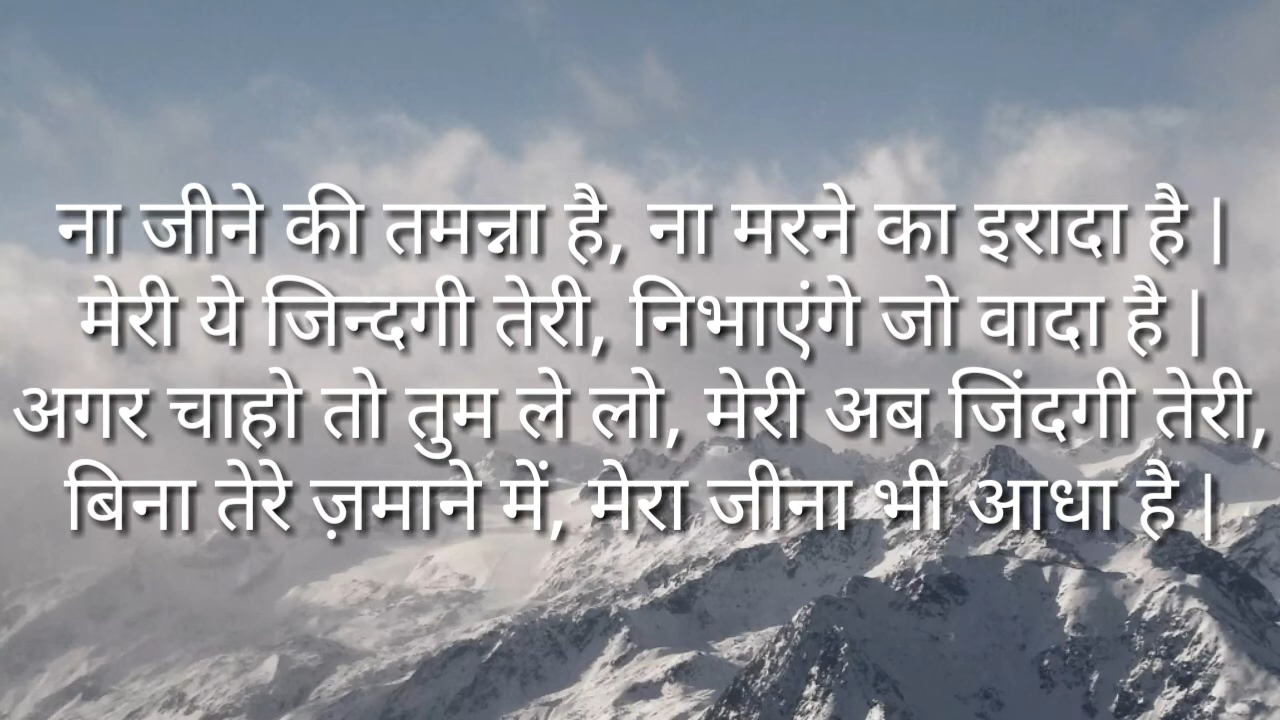 ना जीने की तमन्ना है, ना मरने का इरादा है |
मेरी ये जिन्दगी तेरी, निभाएंगे जो वादा है |
अगर चाहो तो तुम ले लो, मेरी अब जिंदगी तेरी,
बिना तेरे ज़माने में, मेरा जीना भी आधा है |